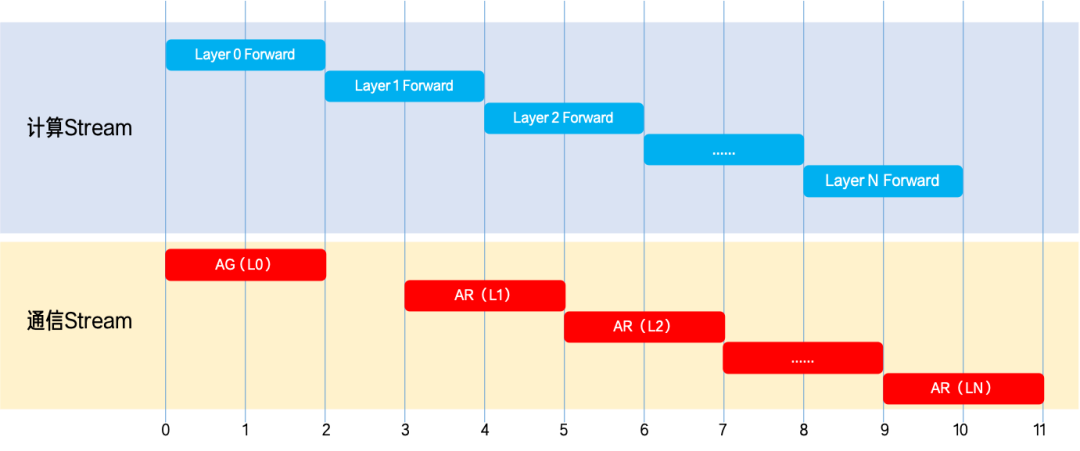 Layer 0 Forward
Layer 1 Forward
Layer 2 Forward
......
Layer N Forward
计算Stream
AG（L0）
AR（L1）
AR（L2）
......
AR（LN）
通信Stream
0 1 2 3 4 5 6 7 8 9 10 11